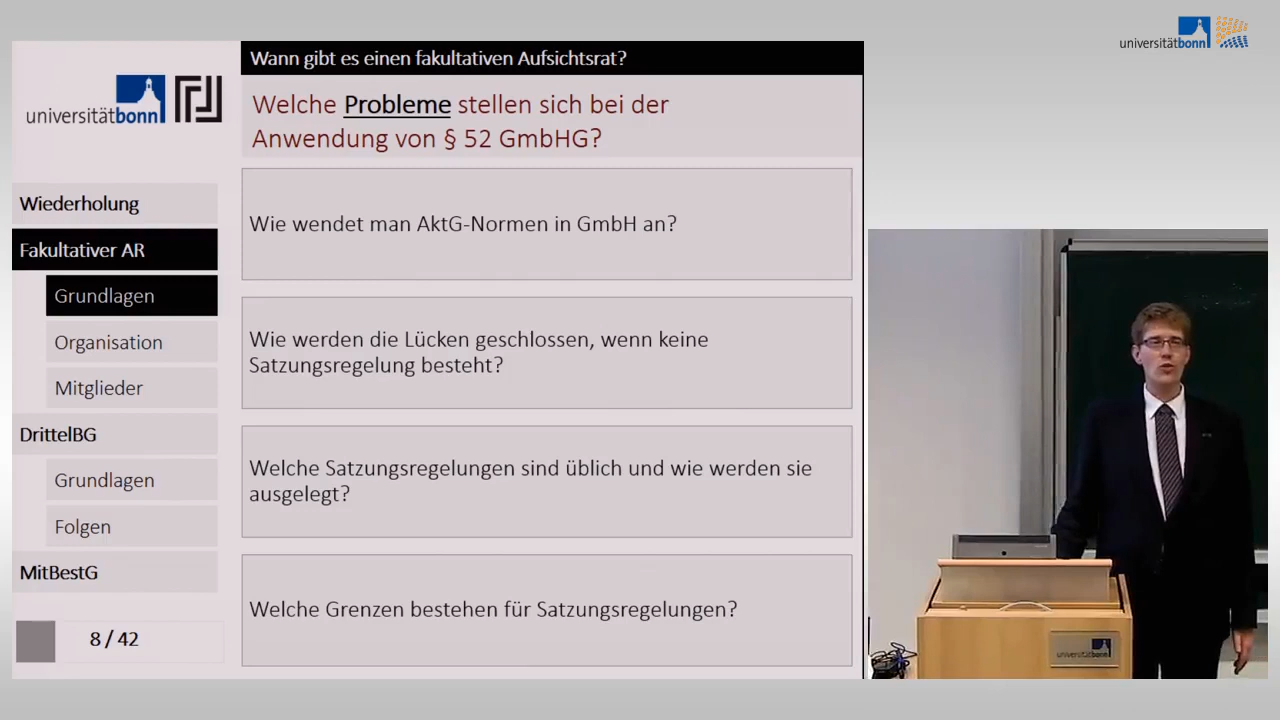 universitätbonn
Wann gibt es einen fakultativen Aufsichtsrat?
universitätbonn
Welche Probleme stellen sich bei der
Anwendung von § 52 GmbHG?
Wiederholung
Fakultativer AR
Grundlagen
Organisation
Mitglieder
DrittelBG
Grundlagen
Folgen
MitBestG
8 / 42
Wie wendet man AktG-Normen in GmbH an?
Wie werden die Lücken geschlossen, wenn keine
Satzungsregelung besteht?
Welche Satzungsregelungen sind üblich und wie werden sie
ausgelegt?
Welche Grenzen bestehen für Satzungsregelungen?
universitätbonn